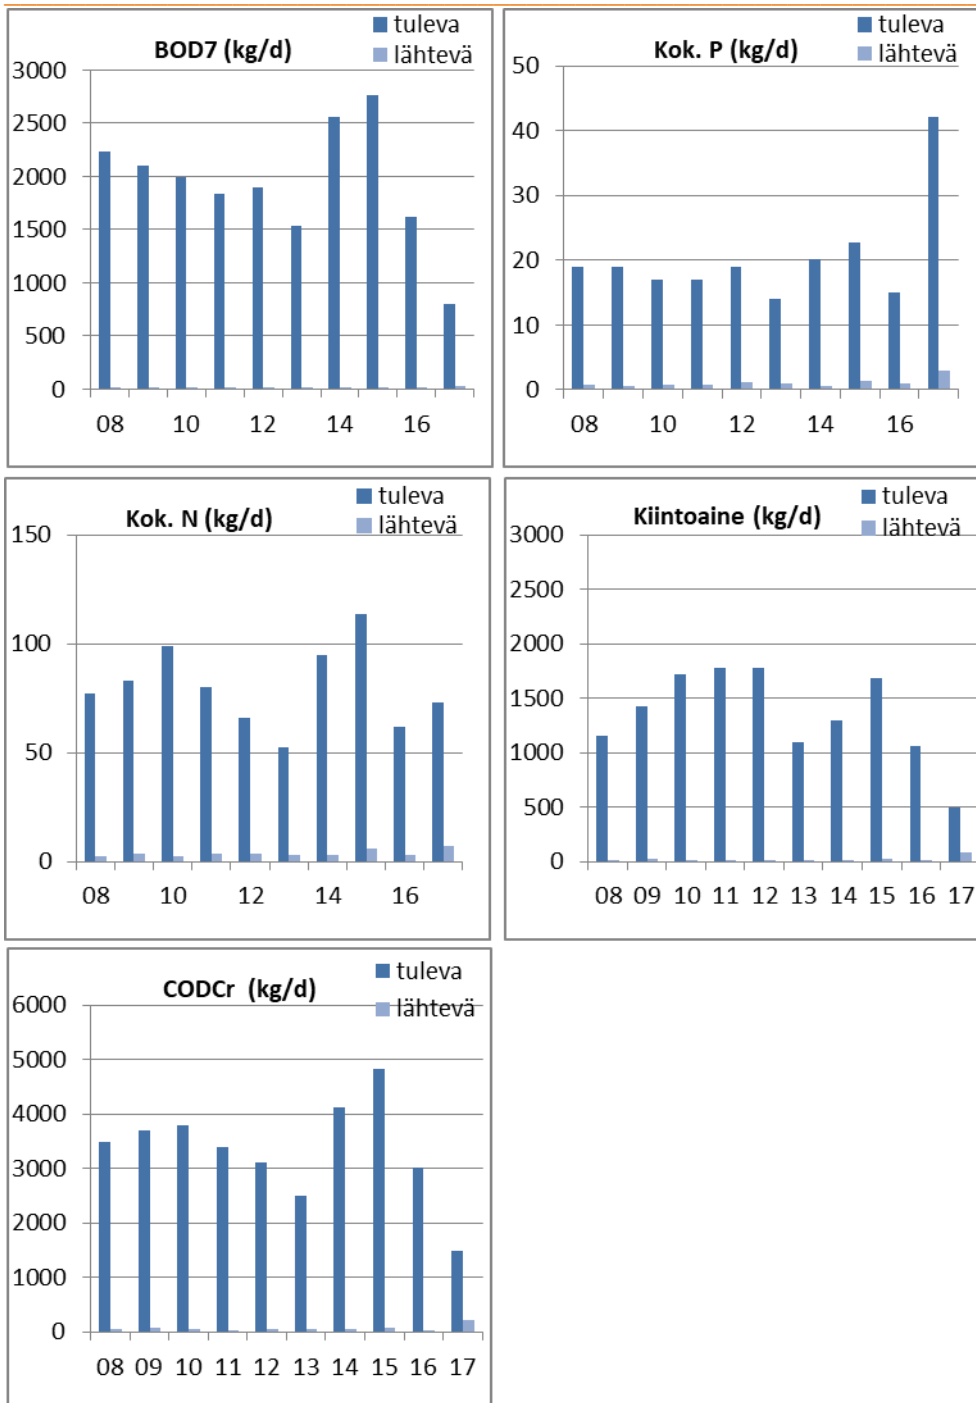 BOD7 (kg/d)
tuleva
lähtevä
3000
2500
2000
1500
1000
500
0
08 10 12 14 16
Kok. P (kg/d)
tuleva
lähtevä
50
40
30
20
10
0
08 10 12 14 16
Kok. N (kg/d)
tuleva
lähtevä
150
100
50
0
08 10 12 14 16
Kiintoaine (kg/d)
tuleva
lähtevä
3000
2500
2000
1500
1000
500
0
08 09 10 11 12 13 14 15 16 17
CODCr (kg/d)
tuleva
lähtevä
6000
5000
4000
3000
2000
1000
0
08 09 10 11 12 13 14 15 16 17